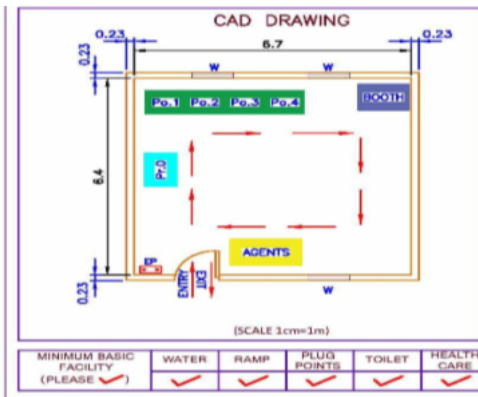 CAD DRAWING
0.23
6.7
0.23
0.23
W
W
Po.1 Po.2 Po.3 Po.4
BOOTH
6.4
Pr.O
AGENTS
EP
ENTRY
EXIT
0.23
W
(SCALE 1cm=1m)
MINIMUM BASIC FACILITY (PLEASE ✓)
WATER
RAMP
PLUG POINTS
TOILET
HEALTH CARE
✓ ✓ ✓ ✓ ✓